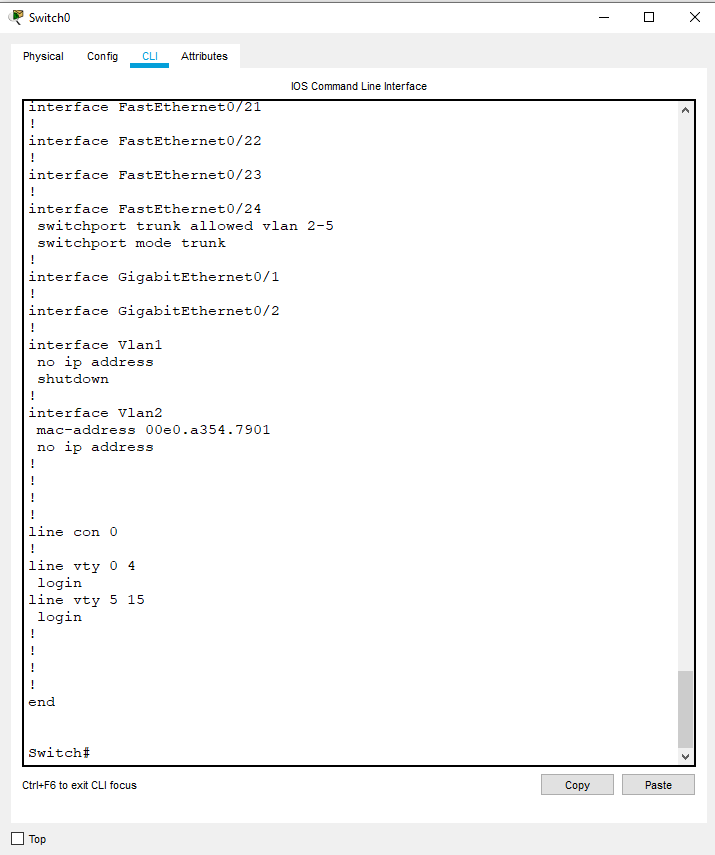 Switch0
Physical Config CLI Attributes
IOS Command Line Interface
interface FastEthernet0/21
!
interface FastEthernet0/22
!
interface FastEthernet0/23
!
interface FastEthernet0/24
 switchport trunk allowed vlan 2-5
 switchport mode trunk
!
interface GigabitEthernet0/1
!
interface GigabitEthernet0/2
!
interface Vlan1
 no ip address
 shutdown
!
interface Vlan2
 mac-address 00e0.a354.7901
 no ip address
!
!
!
!
line con 0
!
line vty 0 4
 login
line vty 5 15
 login
!
!
!
!
end
Switch#
Ctrl+F6 to exit CLI focus Copy Paste
Top